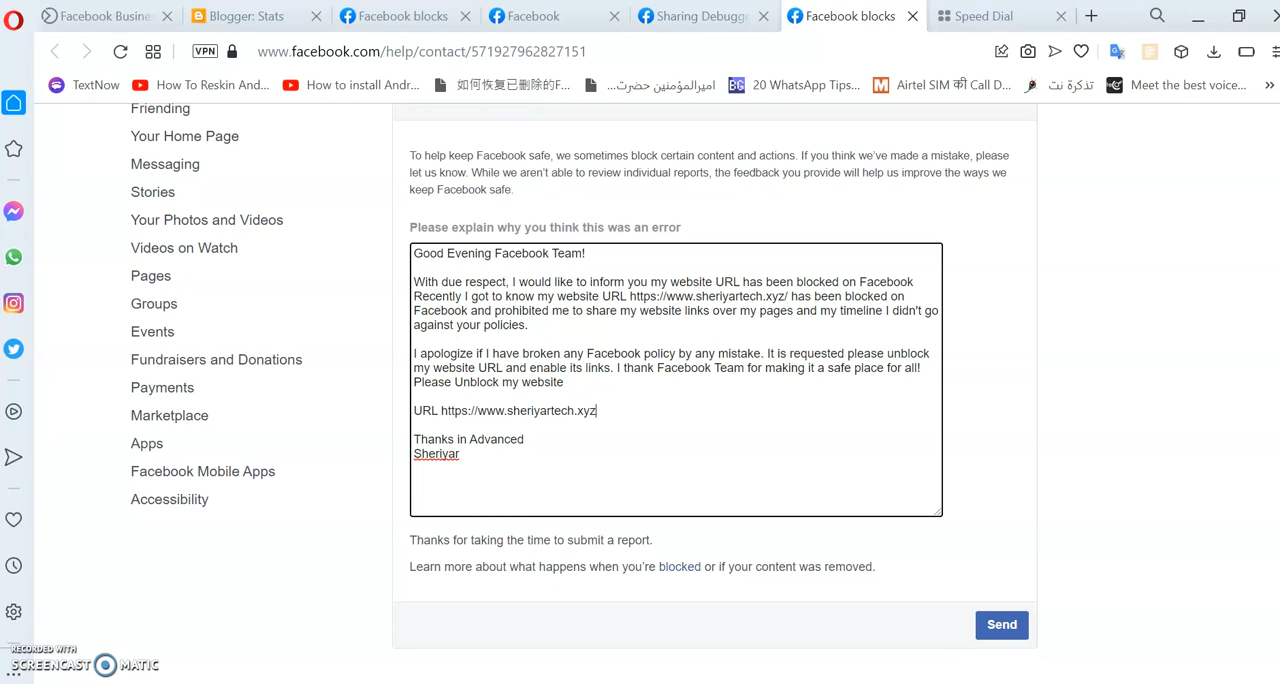 Facebook Busine
Blogger: Stats
Facebook blocks
Facebook
Sharing Debugge
Facebook blocks
Speed Dial
VPN
www.facebook.com/help/contact/571927962827151
TextNow
How To Reskin And...
How to install Andr...
如何恢复已删除的F...
اميرالمؤمنين حضرت...
20 WhatsApp Tips...
Airtel SIM की Call D...
تذكرة نت
Meet the best voice...
»
Friending
Your Home Page
Messaging
Stories
Your Photos and Videos
Videos on Watch
Pages
Groups
Events
Fundraisers and Donations
Payments
Marketplace
Apps
Facebook Mobile Apps
Accessibility
To help keep Facebook safe, we sometimes block certain content and actions. If you think we've made a mistake, please
let us know. While we aren't able to review individual reports, the feedback you provide will help us improve the ways we
keep Facebook safe.
Please explain why you think this was an error
Good Evening Facebook Team!
With due respect, I would like to inform you my website URL has been blocked on Facebook
Recently I got to know my website URL https://www.sheriyartech.xyz/ has been blocked on
Facebook and prohibited me to share my website links over my pages and my timeline I didn't go
against your policies.
I apologize if I have broken any Facebook policy by any mistake. It is requested please unblock
my website URL and enable its links. I thank Facebook Team for making it a safe place for all!
Please Unblock my website
URL https://www.sheriyartech.xyz
Thanks in Advanced
Sheriyar
Thanks for taking the time to submit a report.
Learn more about what happens when you're blocked or if your content was removed.
Send
RECORDED WITH
SCREENCAST MATIC